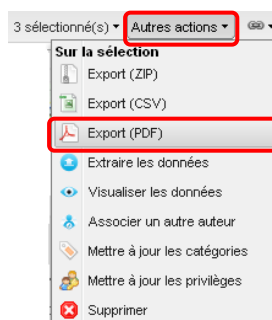 3 sélectionné(s) Autres actions
Sur la sélection
Export (ZIP)
Export (CSV)
Export (PDF)
Extraire les données
Visualiser les données
Associer un autre auteur
Mettre à jour les catégories
Mettre à jour les privilèges
Supprimer